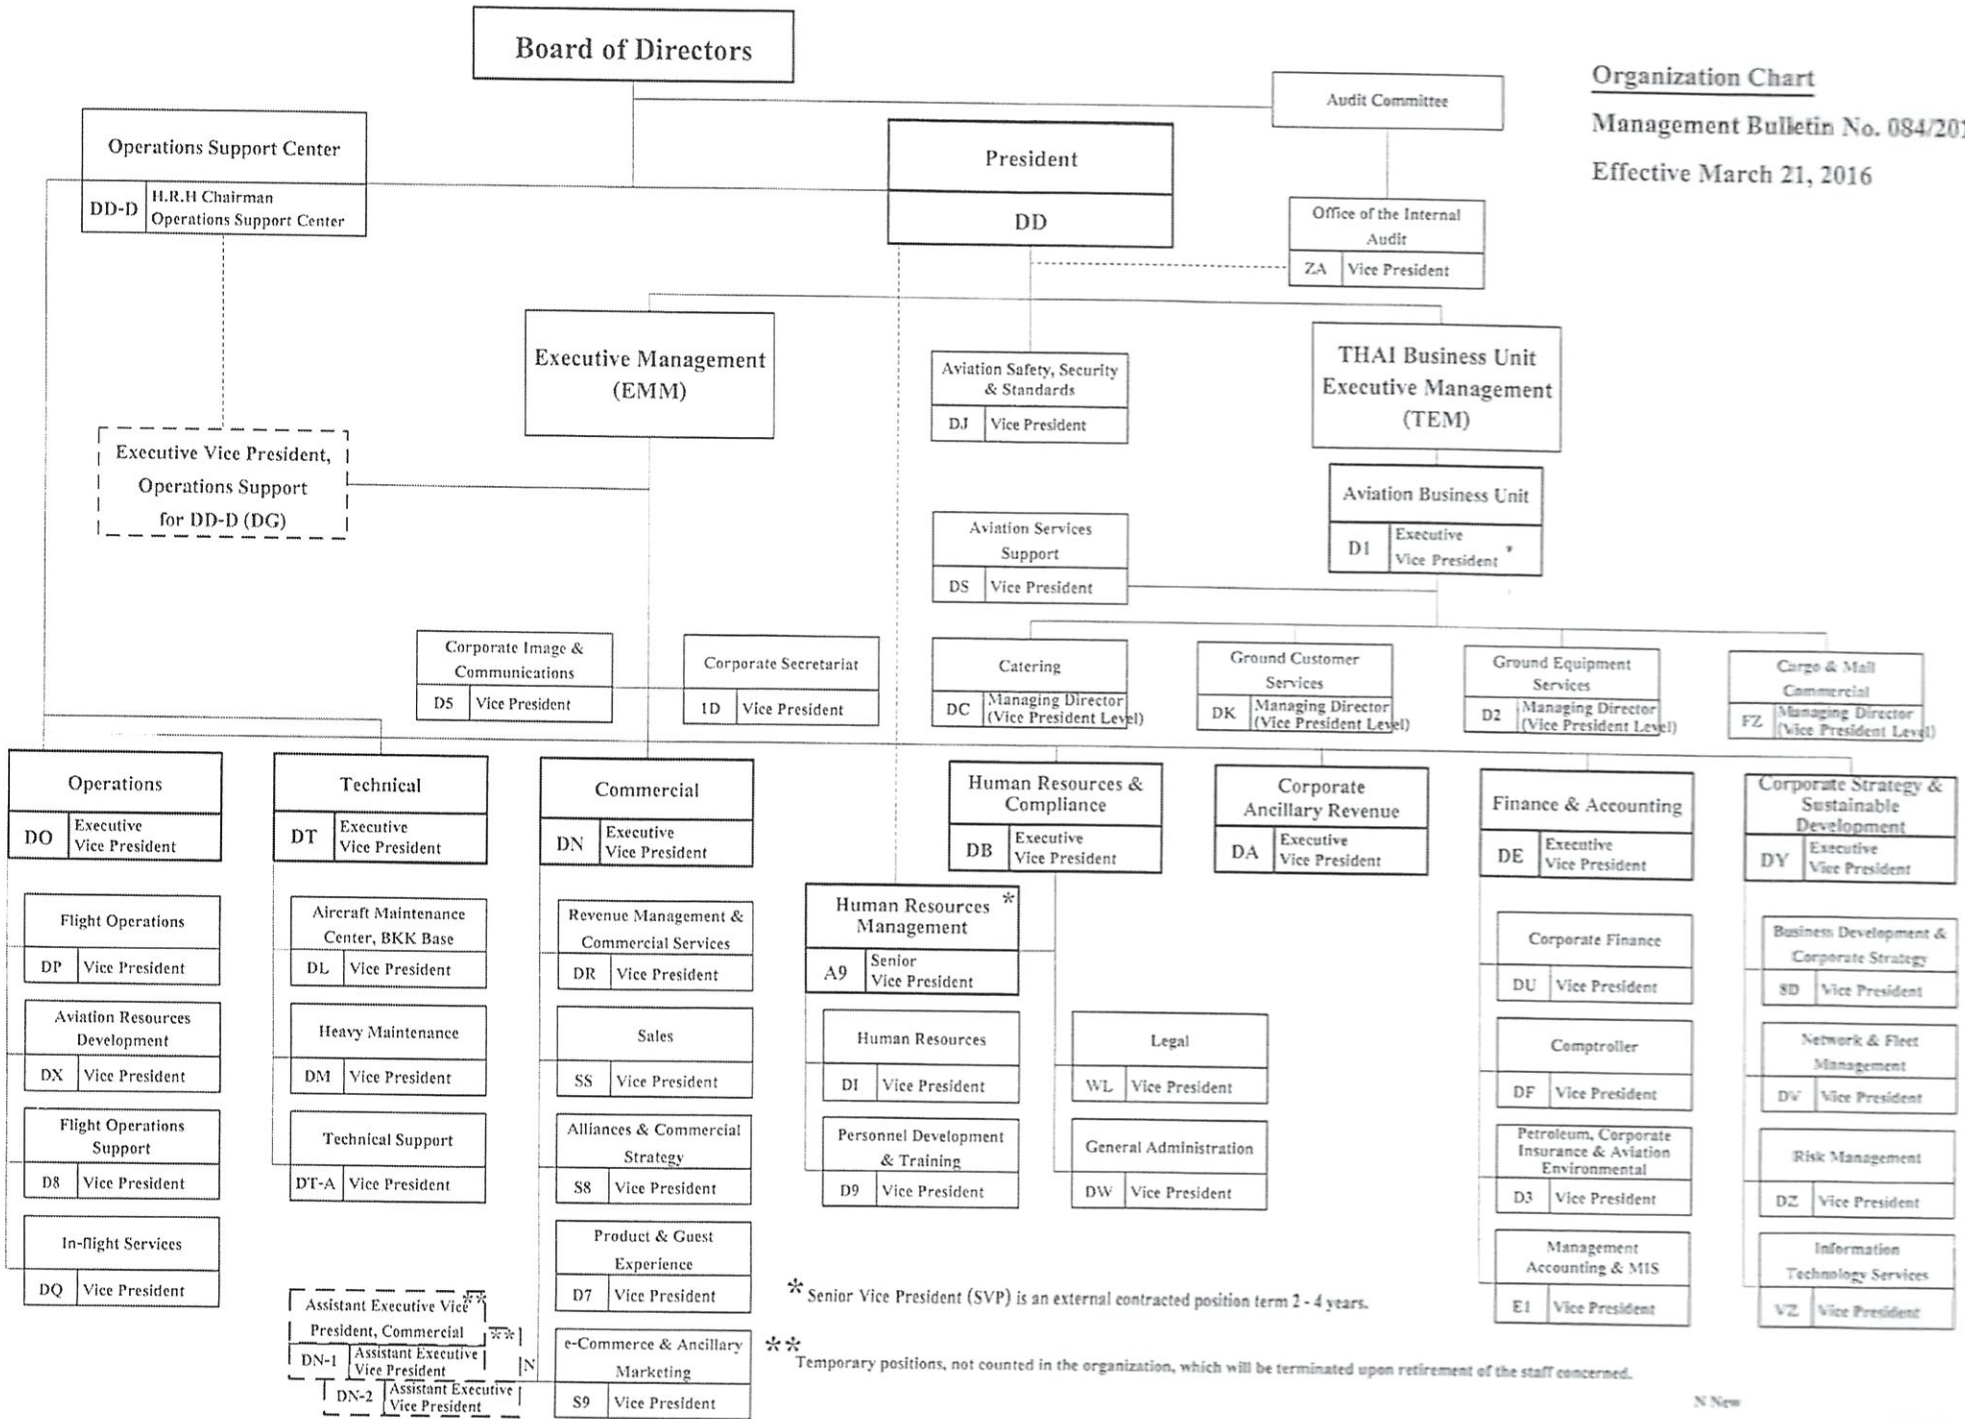 Board of Directors
Organization Chart
Management Bulletin No. 084/201
Effective March 21, 2016
Audit Committee
Operations Support Center
DD-D
H.R.H Chairman
Operations Support Center
President
DD
Office of the Internal
Audit
ZA
Vice President
Executive Management
(EMM)
Aviation Safety, Security
& Standards
DJ
Vice President
THAI Business Unit
Executive Management
(TEM)
Executive Vice President,
Operations Support
for DD-D (DG)
Aviation Business Unit
D1
Executive
Vice President *
Aviation Services
Support
DS
Vice President
Corporate Image &
Communications
D5
Vice President
Corporate Secretariat
1D
Vice President
Catering
DC
Managing Director
(Vice President Level)
Ground Customer
Services
DK
Managing Director
(Vice President Level)
Ground Equipment
Services
D2
Managing Director
(Vice President Level)
Cargo & Mail
Commercial
FZ
Managing Director
(Vice President Level)
Operations
DO
Executive
Vice President
Technical
DT
Executive
Vice President
Commercial
DN
Executive
Vice President
Human Resources &
Compliance
DB
Executive
Vice President
Corporate
Ancillary Revenue
DA
Executive
Vice President
Finance & Accounting
DE
Executive
Vice President
Corporate Strategy &
Sustainable
Development
DY
Executive
Vice President
Flight Operations
DP
Vice President
Aviation Resources
Development
DX
Vice President
Flight Operations
Support
D8
Vice President
In-flight Services
DQ
Vice President
Aircraft Maintenance
Center, BKK Base
DL
Vice President
Heavy Maintenance
DM
Vice President
Technical Support
DT-A
Vice President
Assistant Executive Vice **
President, Commercial
DN-1
Assistant Executive
Vice President
**
N
DN-2
Assistant Executive
Vice President
Revenue Management &
Commercial Services
DR
Vice President
Sales
SS
Vice President
Alliances & Commercial
Strategy
S8
Vice President
Product & Guest
Experience
D7
Vice President
e-Commerce & Ancillary
Marketing
S9
Vice President
Human Resources *
Management
A9
Senior
Vice President
Human Resources
DI
Vice President
Personnel Development
& Training
D9
Vice President
Legal
WL
Vice President
General Administration
DW
Vice President
Corporate Finance
DU
Vice President
Comptroller
DF
Vice President
Petroleum, Corporate
Insurance & Aviation
Environmental
D3
Vice President
Management
Accounting & MIS
E1
Vice President
Business Development &
Corporate Strategy
8D
Vice President
Network & Fleet
Management
DV
Vice President
Risk Management
DZ
Vice President
Information
Technology Services
VZ
Vice President
* Senior Vice President (SVP) is an external contracted position term 2 - 4 years.
** Temporary positions, not counted in the organization, which will be terminated upon retirement of the staff concerned.
N New